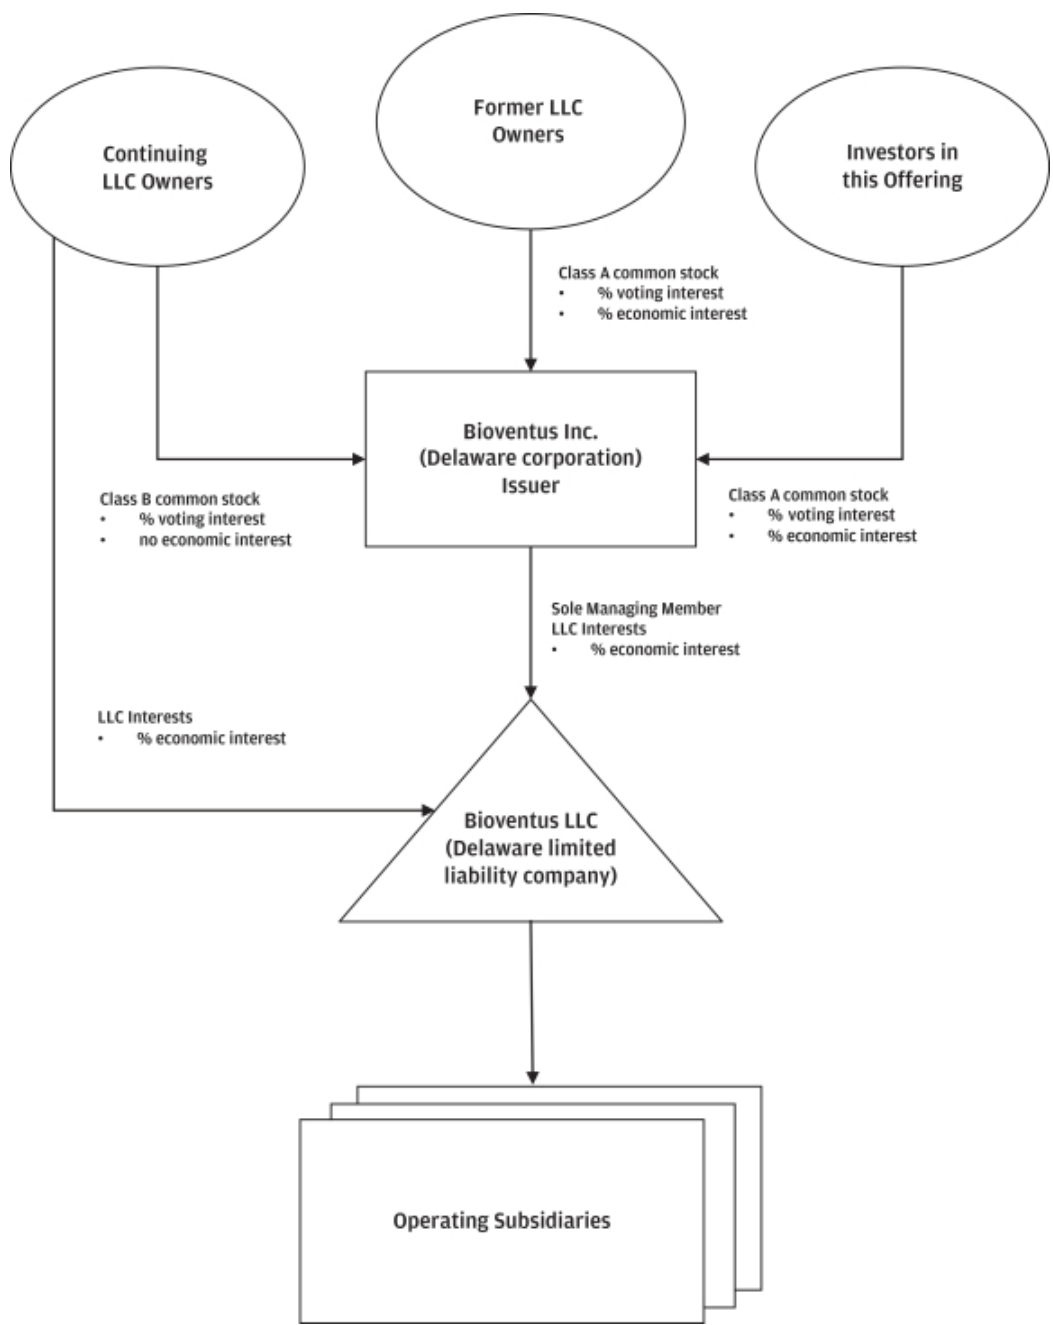 Former LLC
Owners
Continuing
LLC Owners
Investors in
this Offering
Class A common stock
• % voting interest
• % economic interest
Bioventus Inc.
(Delaware corporation)
Issuer
Class B common stock
• % voting interest
• no economic interest
Class A common stock
• % voting interest
• % economic interest
Sole Managing Member
LLC Interests
• % economic interest
LLC Interests
• % economic interest
Bioventus LLC
(Delaware limited
liability company)
Operating Subsidiaries